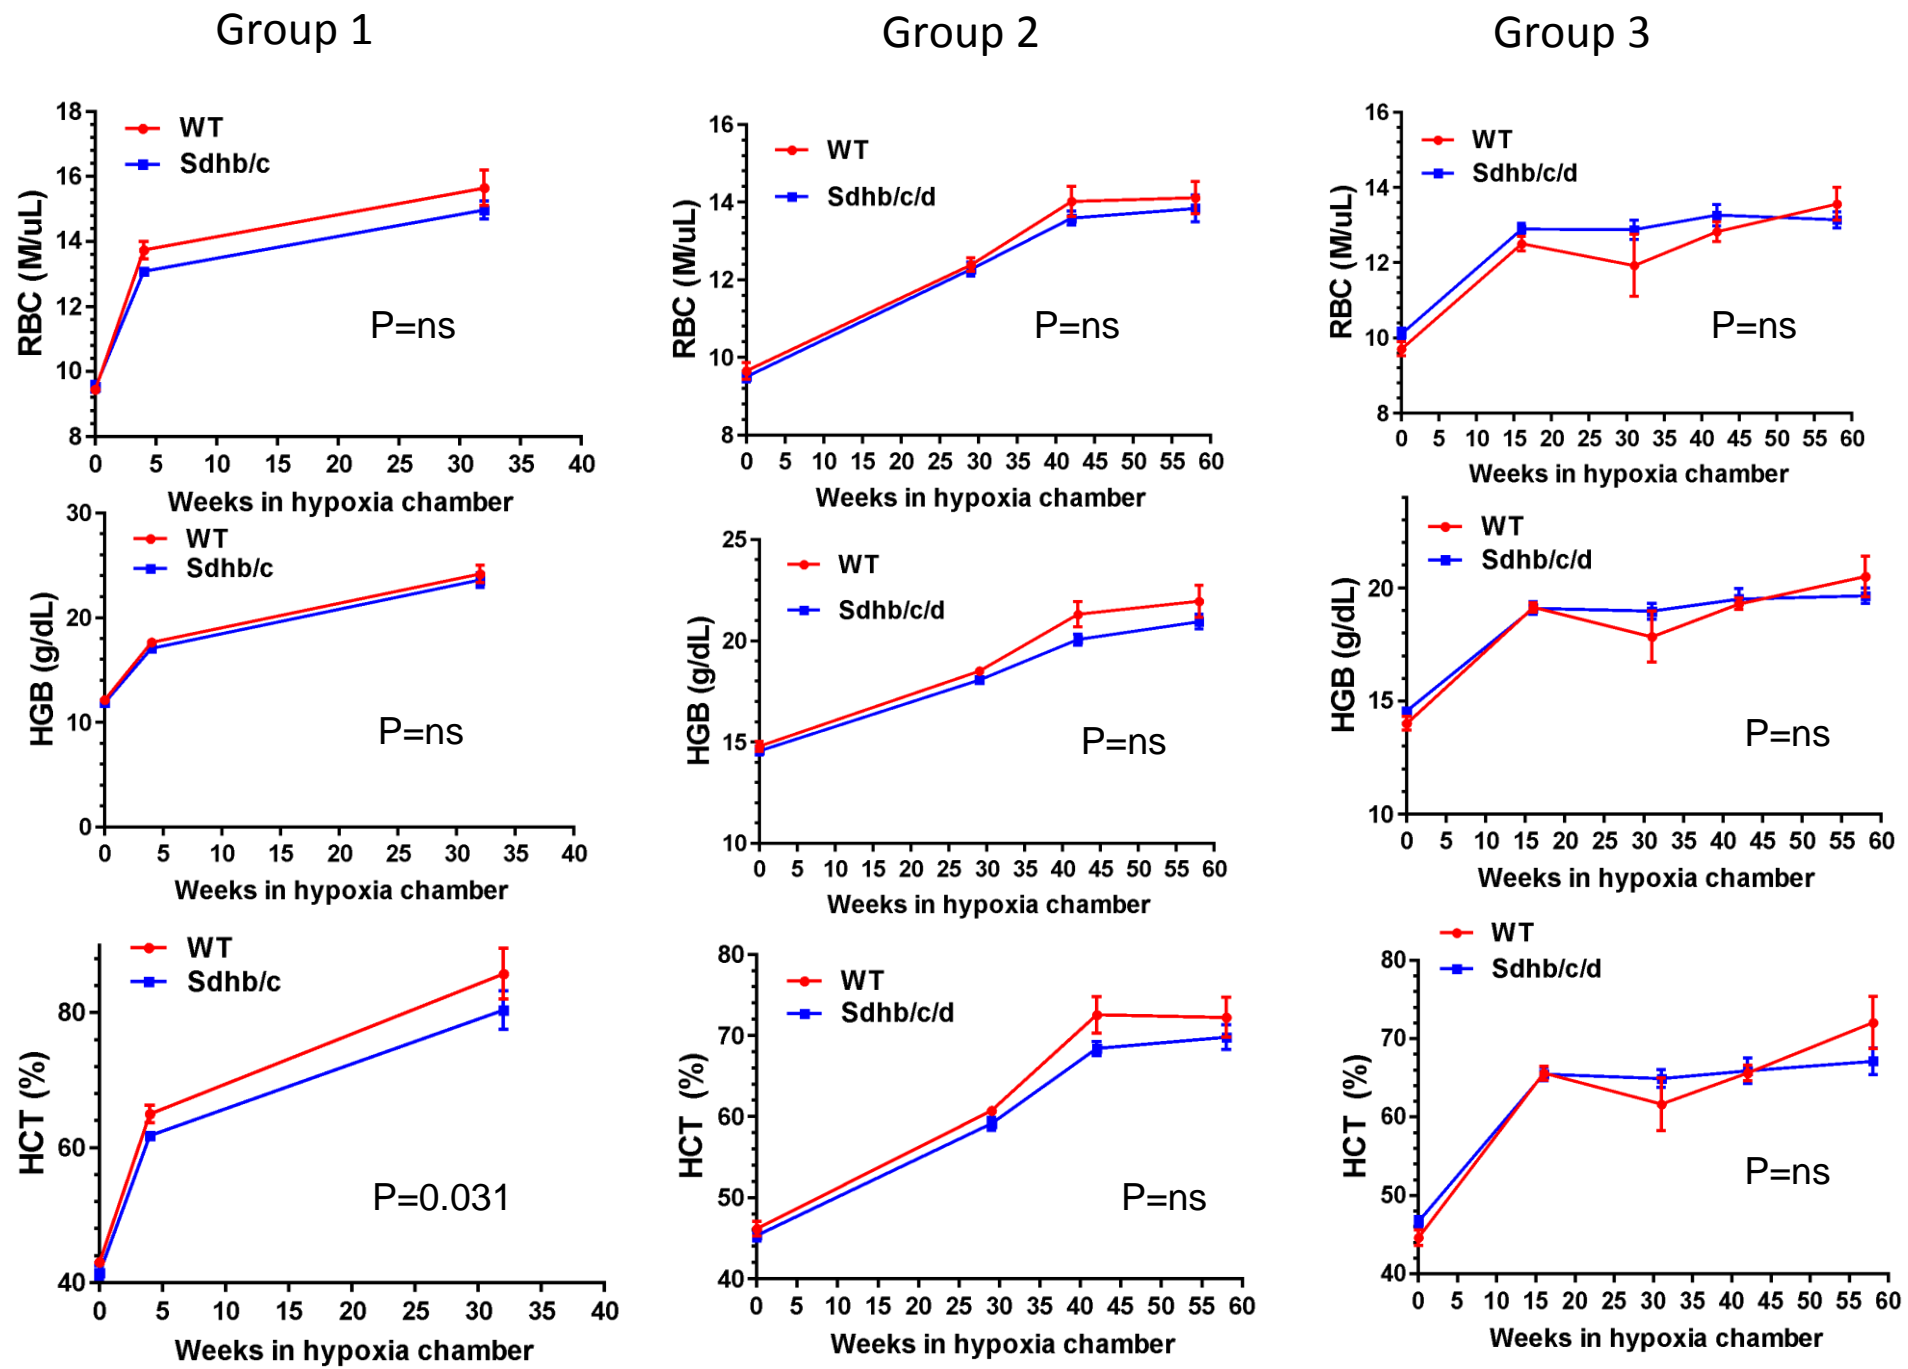 Group 1
Group 2
Group 3
RBC (M/uL)
18
16
14
12
10
8
WT
Sdhb/c
P=ns
0 5 10 15 20 25 30 35 40
Weeks in hypoxia chamber
RBC (M/uL)
16
14
12
10
8
WT
Sdhb/c/d
P=ns
0 5 10 15 20 25 30 35 40 45 50 55 60
Weeks in hypoxia chamber
RBC (M/uL)
16
14
12
10
8
WT
Sdhb/c/d
P=ns
0 5 10 15 20 25 30 35 40 45 50 55 60
Weeks in hypoxia chamber
HGB (g/dL)
30
20
10
0
WT
Sdhb/c
P=ns
0 5 10 15 20 25 30 35 40
Weeks in hypoxia chamber
HGB (g/dL)
25
20
15
10
WT
Sdhb/c/d
P=ns
0 5 10 15 20 25 30 35 40 45 50 55 60
Weeks in hypoxia chamber
HGB (g/dL)
20
15
10
WT
Sdhb/c/d
P=ns
0 5 10 15 20 25 30 35 40 45 50 55 60
Weeks in hypoxia chamber
HCT (%)
80
60
40
WT
Sdhb/c
P=0.031
0 5 10 15 20 25 30 35 40
Weeks in hypoxia chamber
HCT (%)
80
70
60
50
40
WT
Sdhb/c/d
P=ns
0 5 10 15 20 25 30 35 40 45 50 55 60
Weeks in hypoxia chamber
HCT (%)
80
70
60
50
40
WT
Sdhb/c/d
P=ns
0 5 10 15 20 25 30 35 40 45 50 55 60
Weeks in hypoxia chamber